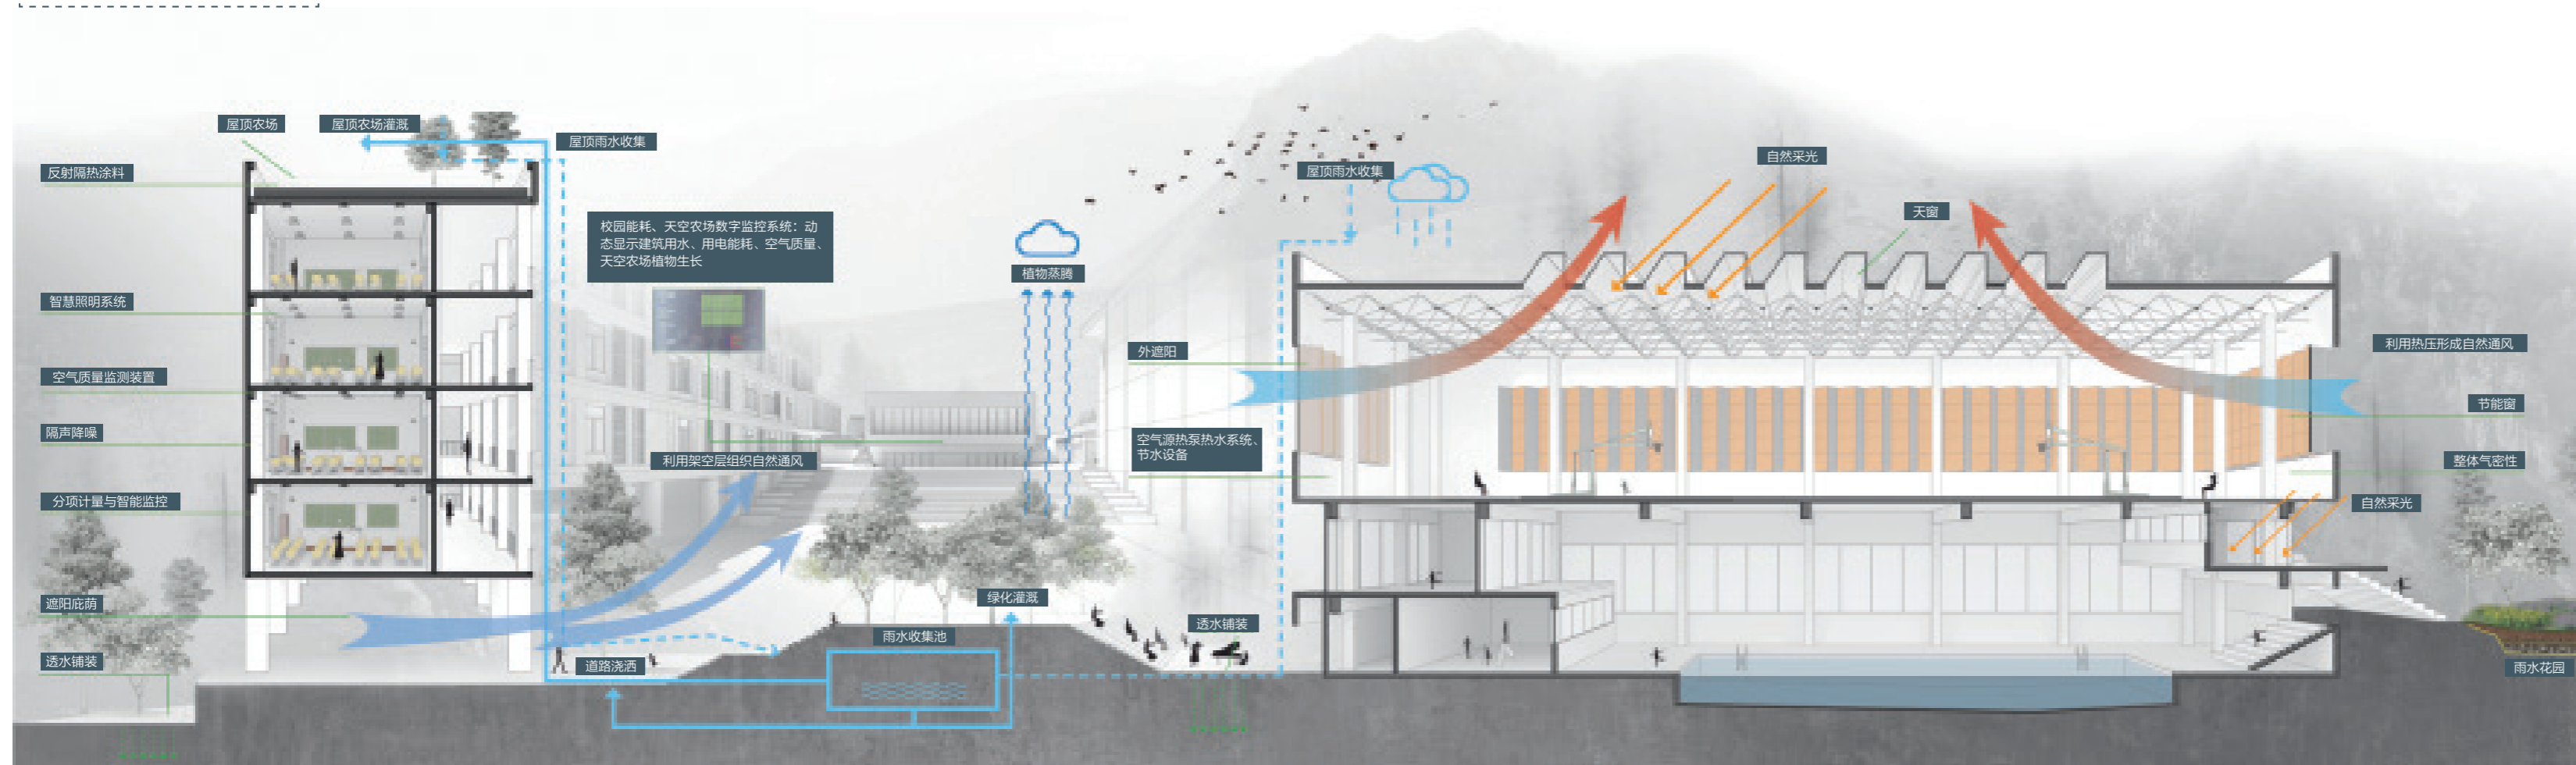 屋顶农场
屋顶农场灌溉
屋顶雨水收集
反射隔热涂料
校园能耗、天空农场数字监控系统：动
态显示建筑用水、用电能耗、空气质量、
天空农场植物生长
智慧照明系统
空气质量监测装置
隔声降噪
分项计量与智能监控
遮阳庇荫
透水铺装
利用架空层组织自然通风
植物蒸腾
绿化灌溉
雨水收集池
道路浇洒
透水铺装
屋顶雨水收集
自然采光
天窗
外遮阳
空气源热泵热水系统、
节水设备
利用热压形成自然通风
节能窗
整体气密性
自然采光
雨水花园